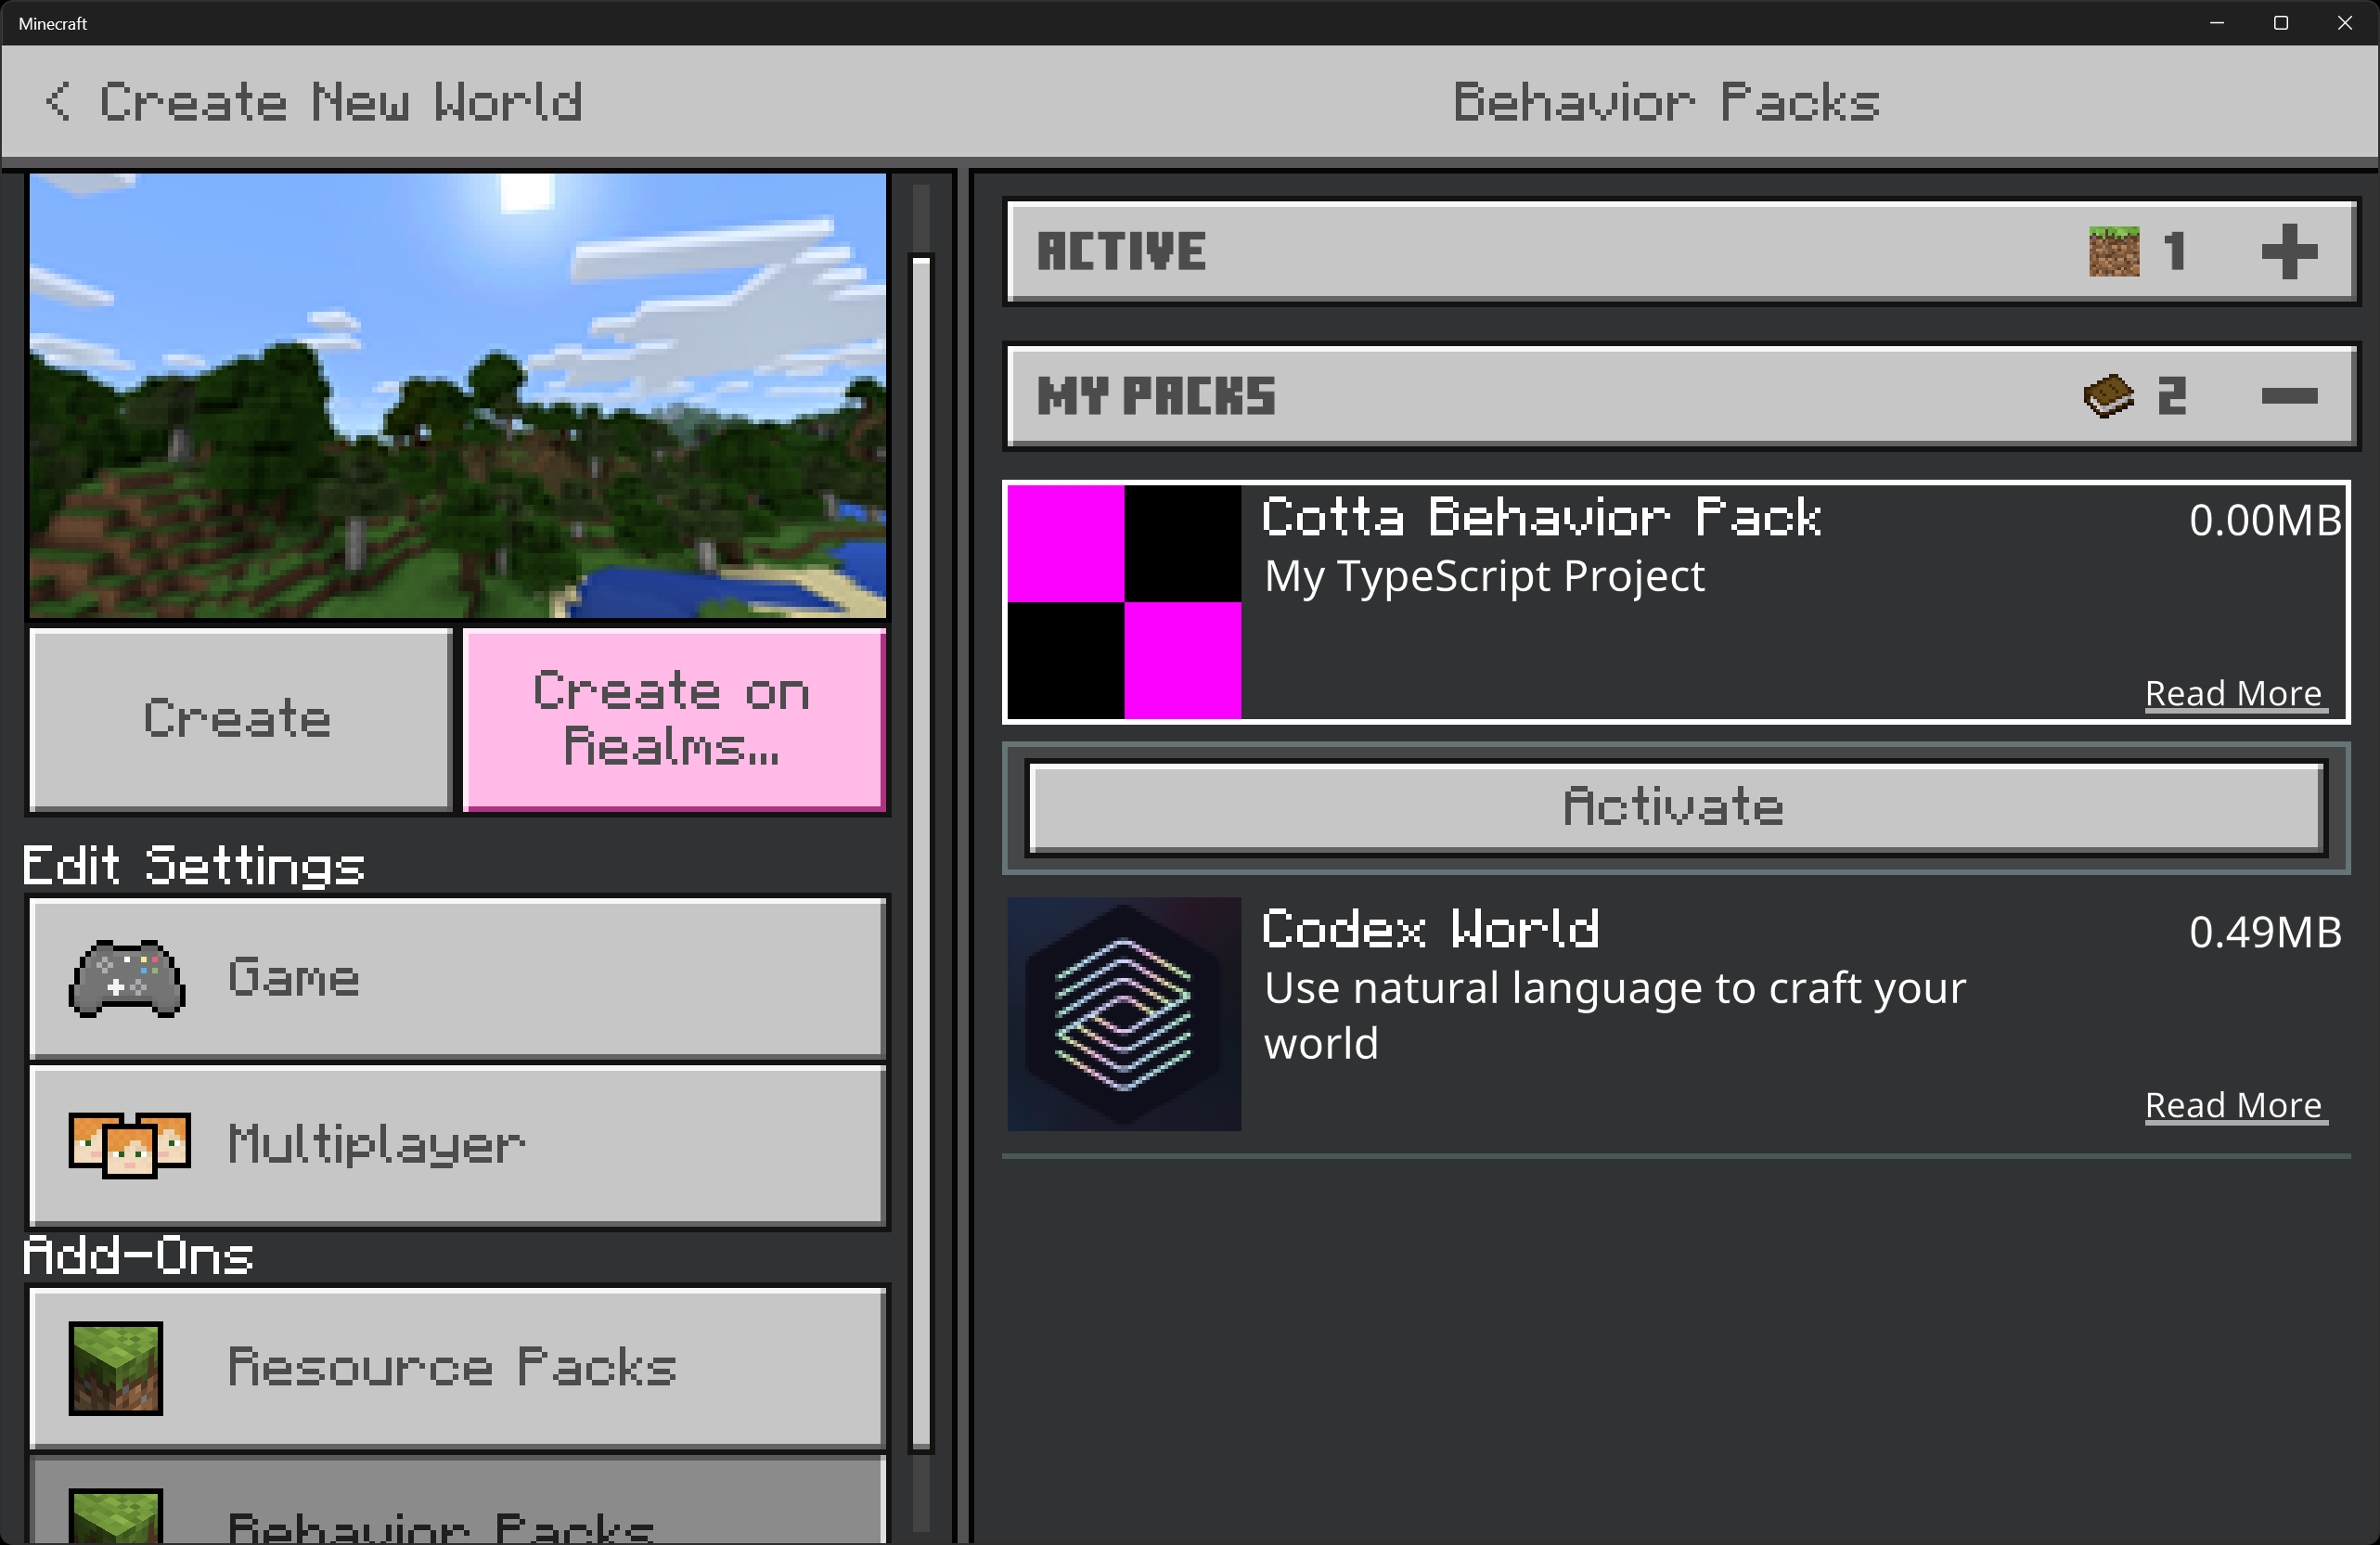 Minecraft
< Create New World
Behavior Packs
Create
Create on
Realms...
Edit Settings
Game
Multiplayer
Add-Ons
Resource Packs
Behavior Packs
ACTIVE
1
MY PACKS
2
Cotta Behavior Pack
0.00MB
My TypeScript Project
Read More
Activate
Codex World
0.49MB
Use natural language to craft your
world
Read More